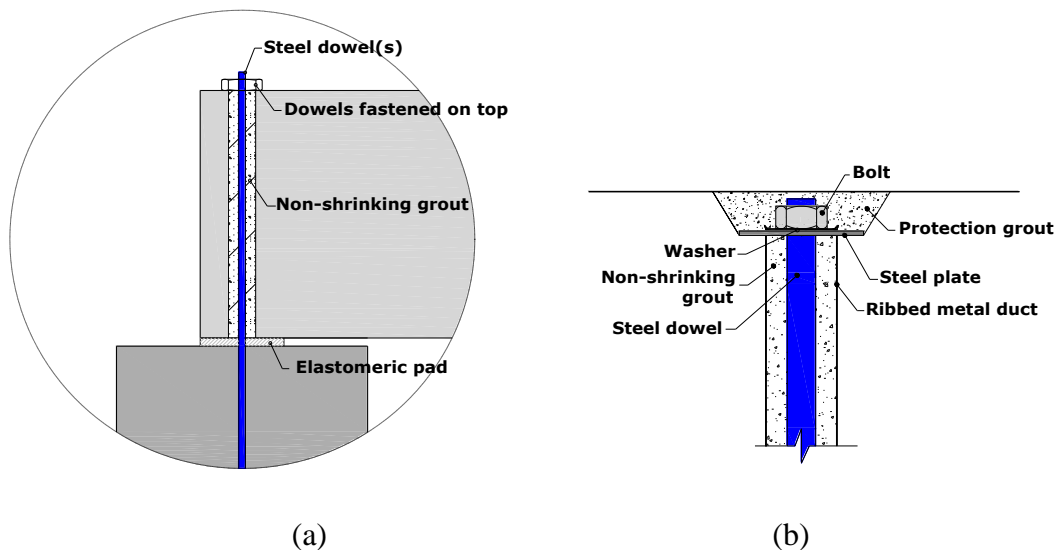 Steel dowel(s)
Dowels fastened on top
Non-shrinking grout
Elastomeric pad
(a)
Bolt
Protection grout
Washer
Steel plate
Non-shrinking
grout
Ribbed metal duct
Steel dowel
(b)